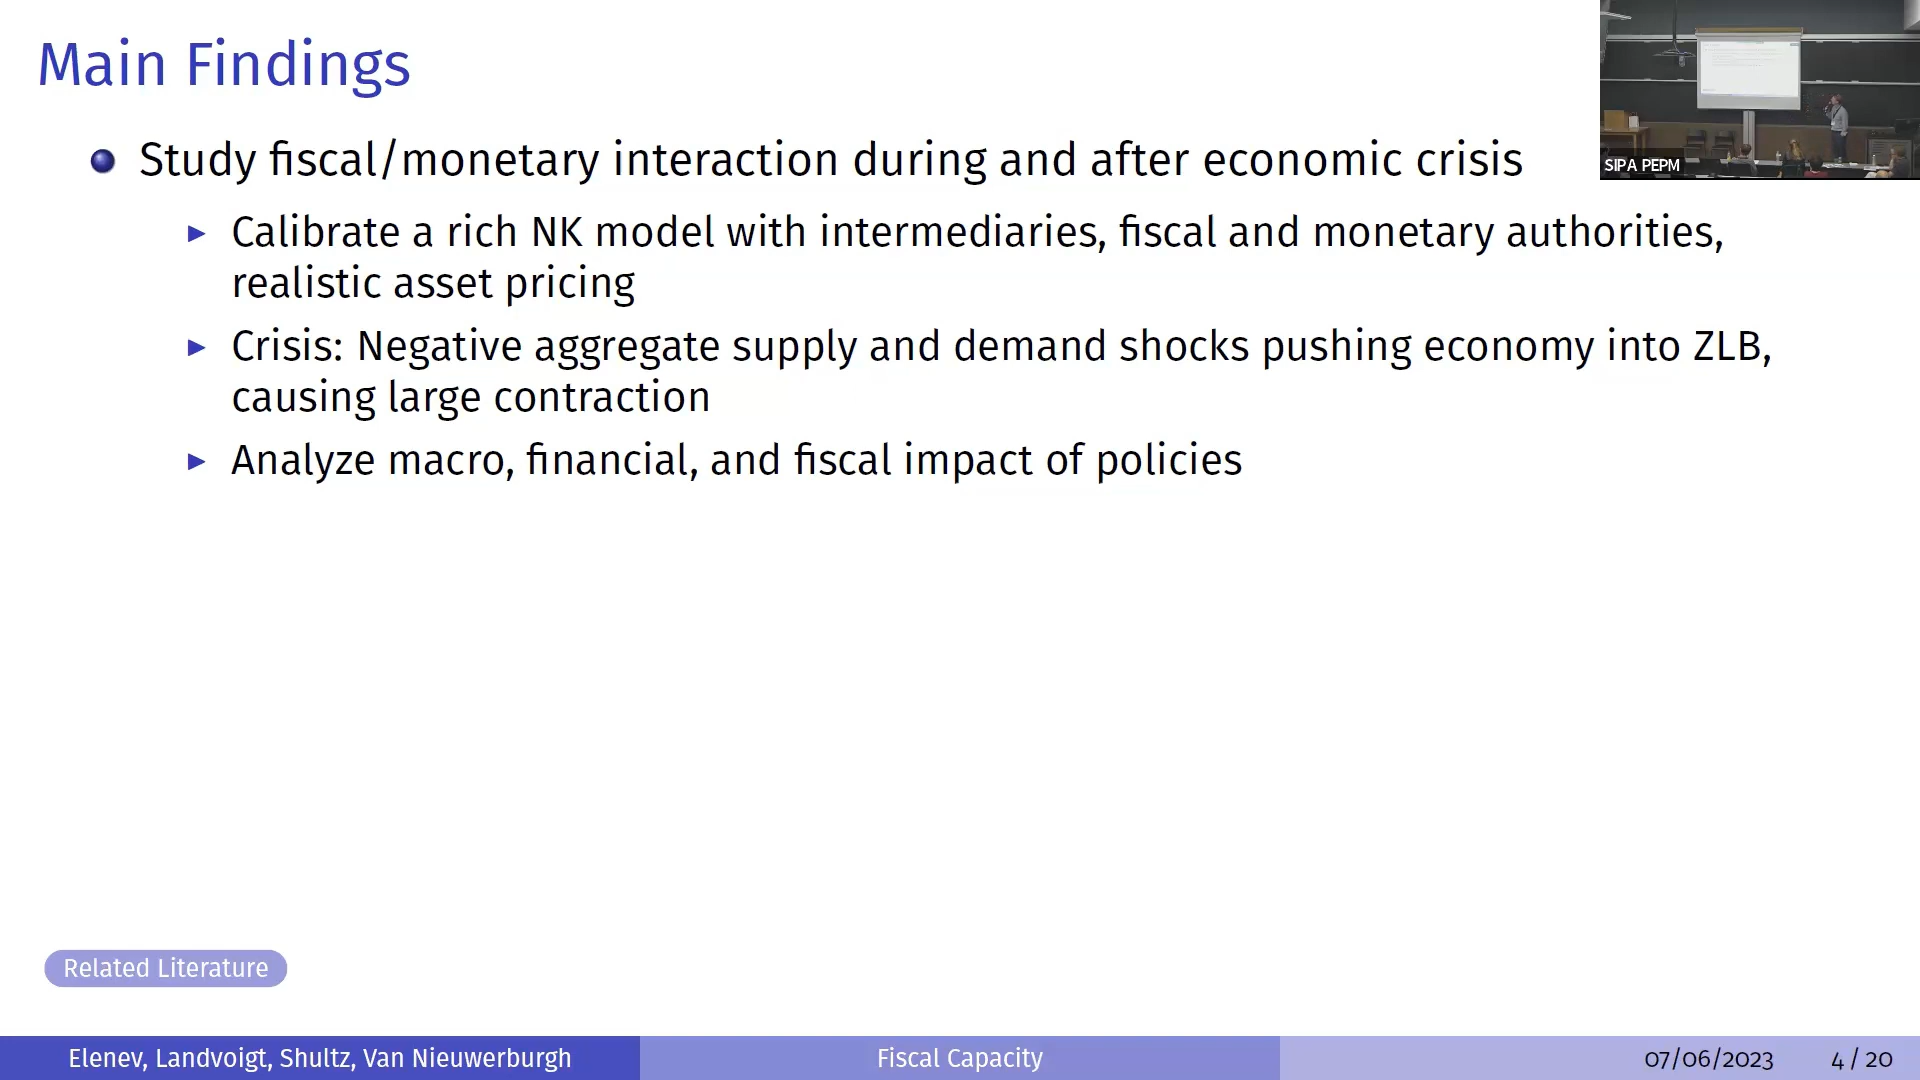 Main Findings
Study fiscal/monetary interaction during and after economic crisis
SIPA PEPM
Calibrate a rich NK model with intermediaries, fiscal and monetary authorities,
realistic asset pricing
Crisis: Negative aggregate supply and demand shocks pushing economy into ZLB,
causing large contraction
Analyze macro, financial, and fiscal impact of policies
Related Literature
Elenev, Landvoigt, Shultz, Van Nieuwerburgh
Fiscal Capacity
07/06/2023
4 / 20